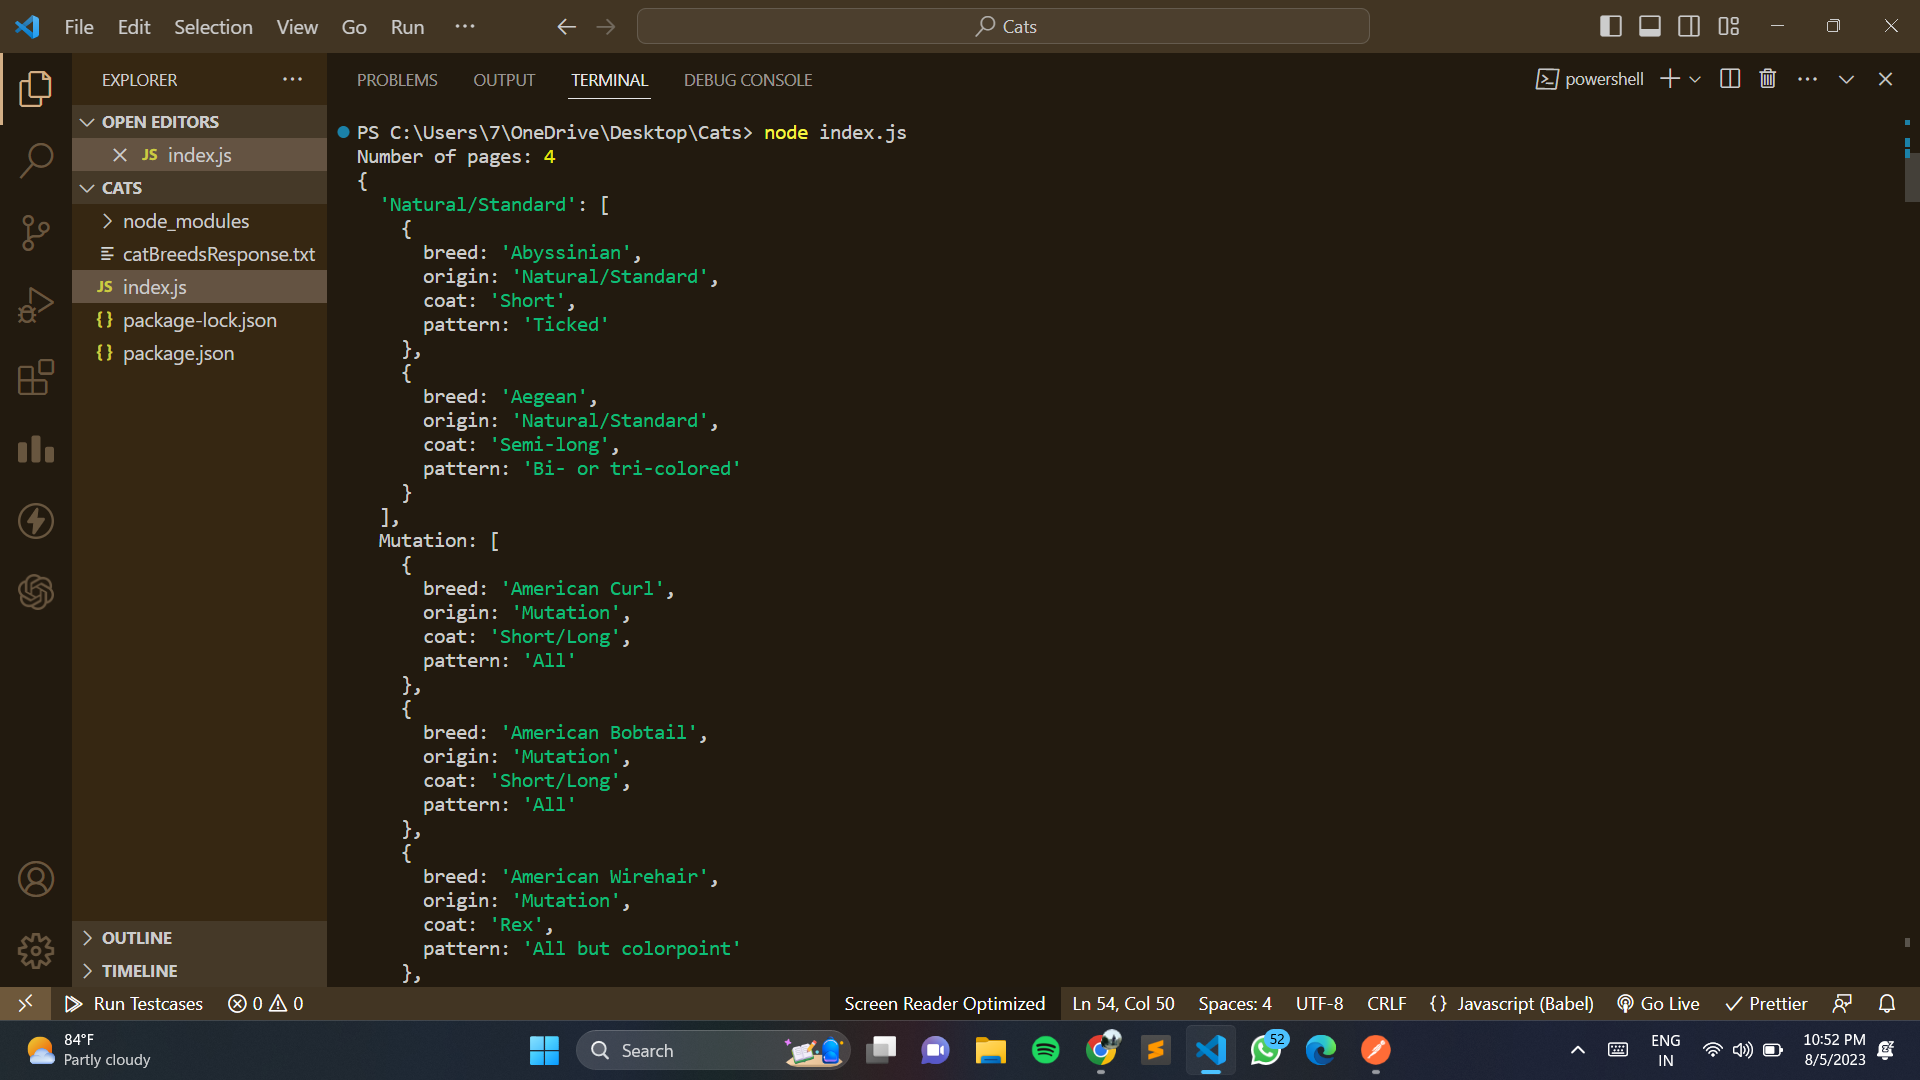 File Edit Selection View Go Run ···
Cats
EXPLORER
OPEN EDITORS
JS index.js
CATS
node_modules
catBreedsResponse.txt
JS index.js
{} package-lock.json
{} package.json
OUTLINE
TIMELINE
PROBLEMS OUTPUT TERMINAL DEBUG CONSOLE
powershell
PS C:\Users\7\OneDrive\Desktop\Cats> node index.js
Number of pages: 4
{
'Natural/Standard': [
{
breed: 'Abyssinian',
origin: 'Natural/Standard',
coat: 'Short',
pattern: 'Ticked'
},
{
breed: 'Aegean',
origin: 'Natural/Standard',
coat: 'Semi-long',
pattern: 'Bi- or tri-colored'
}
],
Mutation: [
{
breed: 'American Curl',
origin: 'Mutation',
coat: 'Short/Long',
pattern: 'All'
},
{
breed: 'American Bobtail',
origin: 'Mutation',
coat: 'Short/Long',
pattern: 'All'
},
{
breed: 'American Wirehair',
origin: 'Mutation',
coat: 'Rex',
pattern: 'All but colorpoint'
},
Run Testcases 0 0 Screen Reader Optimized Ln 54, Col 50 Spaces: 4 UTF-8 CRLF {} Javascript (Babel) Go Live Prettier
84°F
Partly cloudy
Search
52
ENG
IN
10:52 PM
8/5/2023